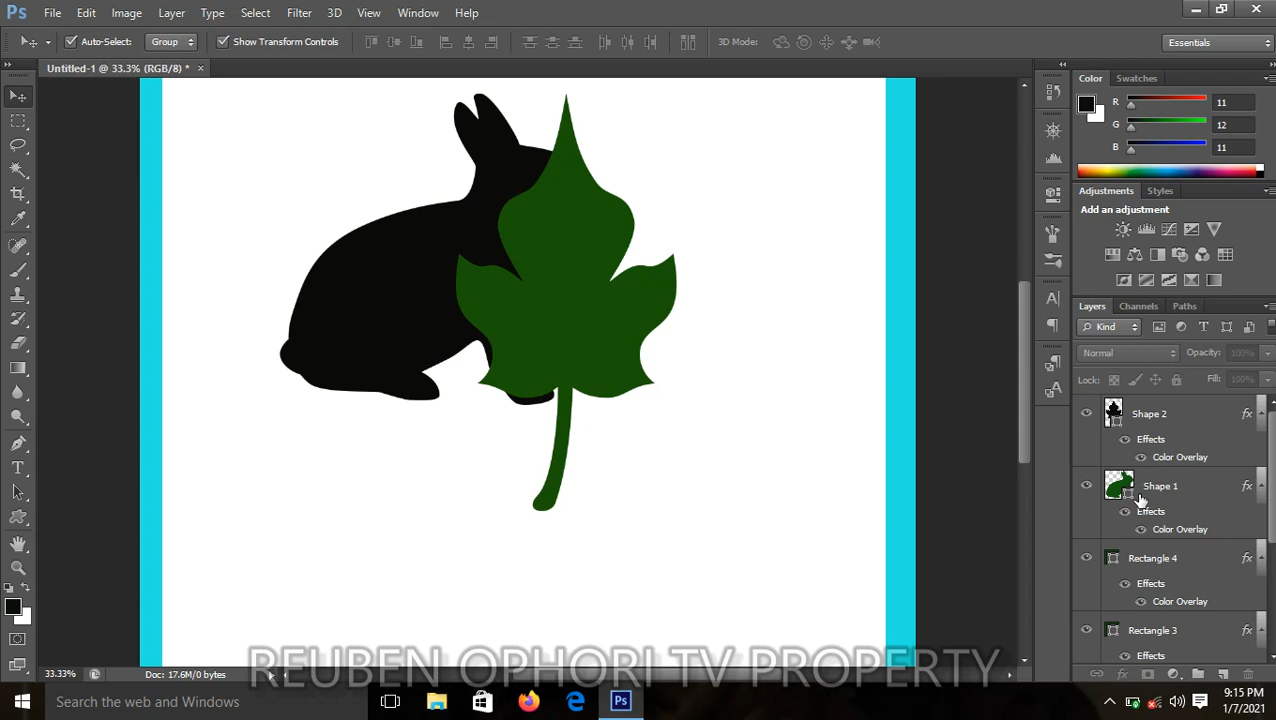 Ps File Edit Image Layer Type Select Filter 3D View Window Help
Auto-Select: Group Show Transform Controls 3D Mode: Essentials
Untitled-1 @ 33.3% (RGB/8) *
Color Swatches
R 11
G 12
B 11
Adjustments Styles
Add an adjustment
Layers Channels Paths
Kind
Normal Opacity: 100%
Lock: Fill: 100%
Shape 2 fx
Effects
Color Overlay
Shape 1 fx
Effects
Color Overlay
Rectangle 4 fx
Effects
Color Overlay
Rectangle 3 fx
Effects
33.33% Doc: 17.6M/0 bytes
REUBEN OPHORI TV PROPERTY
Search the web and Windows
9:15 PM
1/7/2021